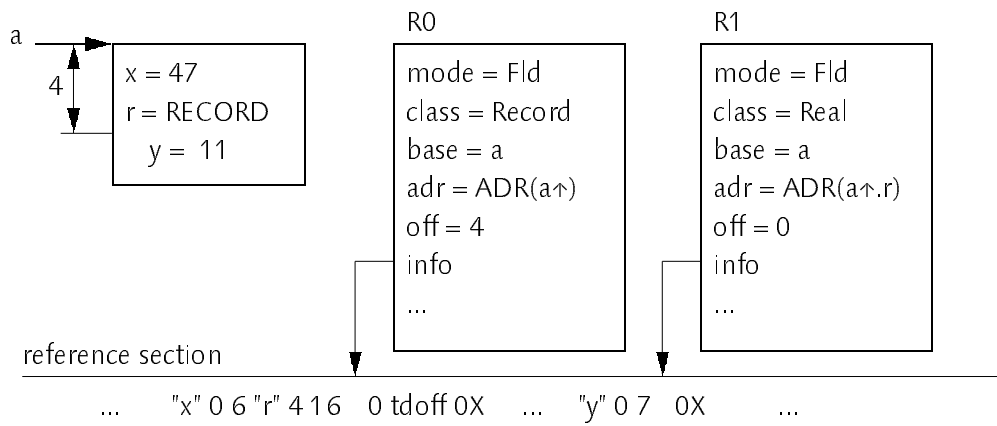 a
4
x = 47
r = RECORD
y = 11
R0
mode = Fld
class = Record
base = a
adr = ADR(a↑)
off = 4
info
...
R1
mode = Fld
class = Real
base = a
adr = ADR(a↑.r)
off = 0
info
...
reference section
... "x" 0 6 "r" 4 16 0 tdoff 0X ... "y" 0 7 0X ...